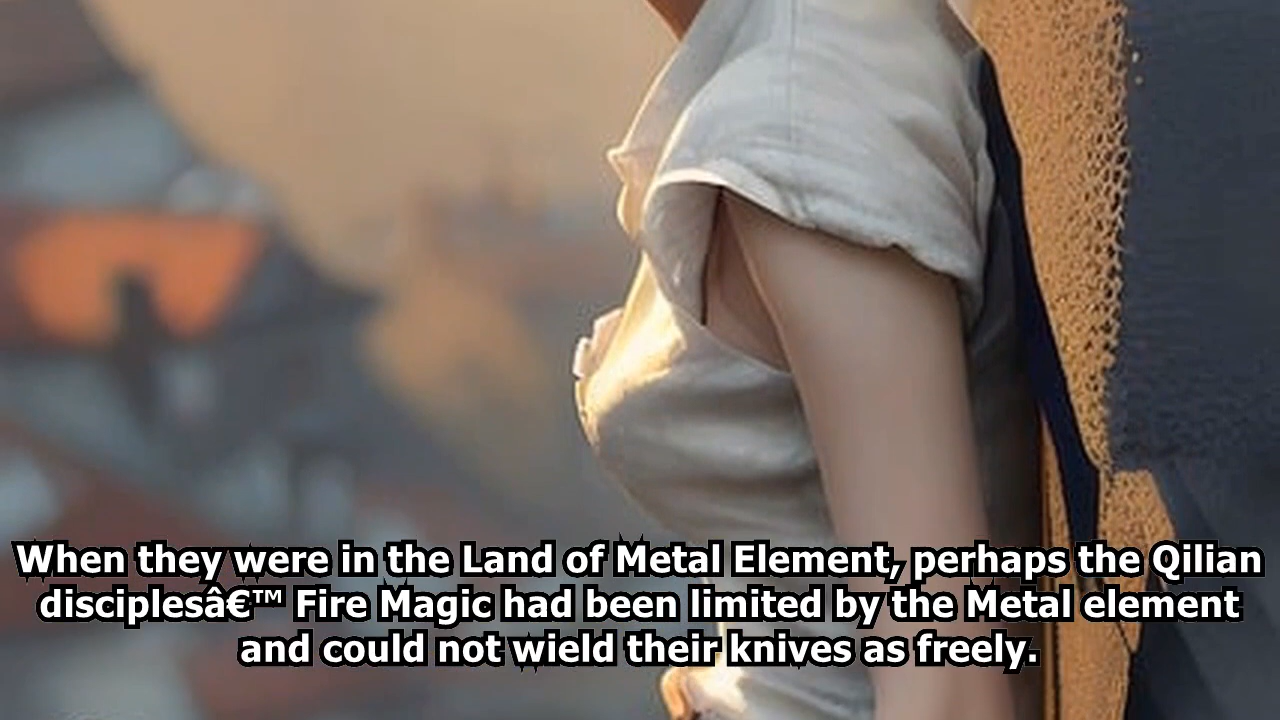 When they were in the Land of Metal Element, perhaps the Qilian
disciplesâ€™ Fire Magic had been limited by the Metal element
and could not wield their knives as freely.